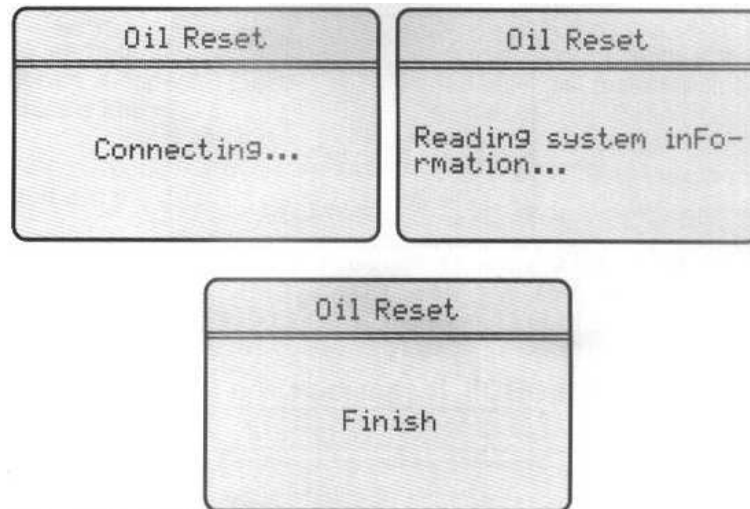 Oil Reset
Connecting...
Oil Reset
Reading system inFo-
rmation...
Oil Reset
Finish